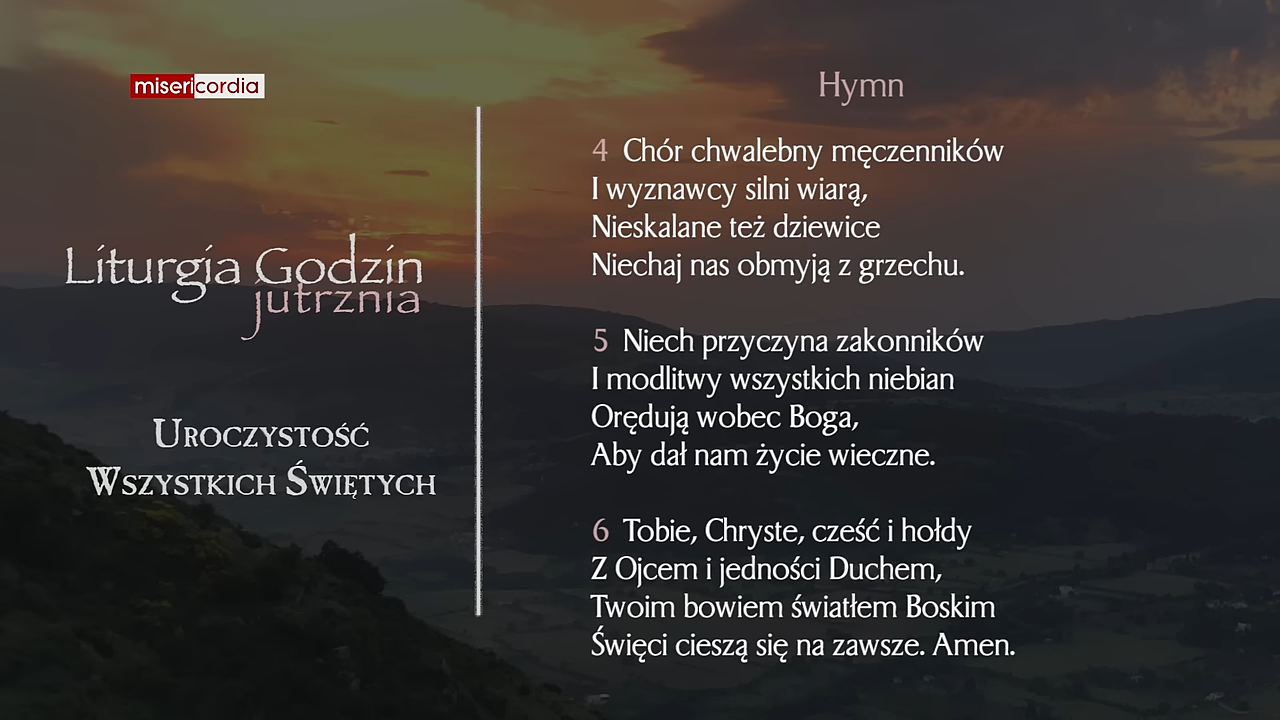 misericordia
Liturgia Godzin
jutrznia
Uroczystość
Wszystkich Świętych
Hymn
4 Chór chwalebny męczenników
I wyznawcy silni wiarą,
Nieskalane też dziewice
Niechaj nas obmyją z grzechu.
5 Niech przyczyna zakonników
I modlitwy wszystkich niebian
Orędują wobec Boga,
Aby dał nam życie wieczne.
6 Tobie, Chryste, cześć i hołdy
Z Ojcem i jedności Duchem,
Twoim bowiem światłem Boskim
Święci cieszą się na zawsze. Amen.